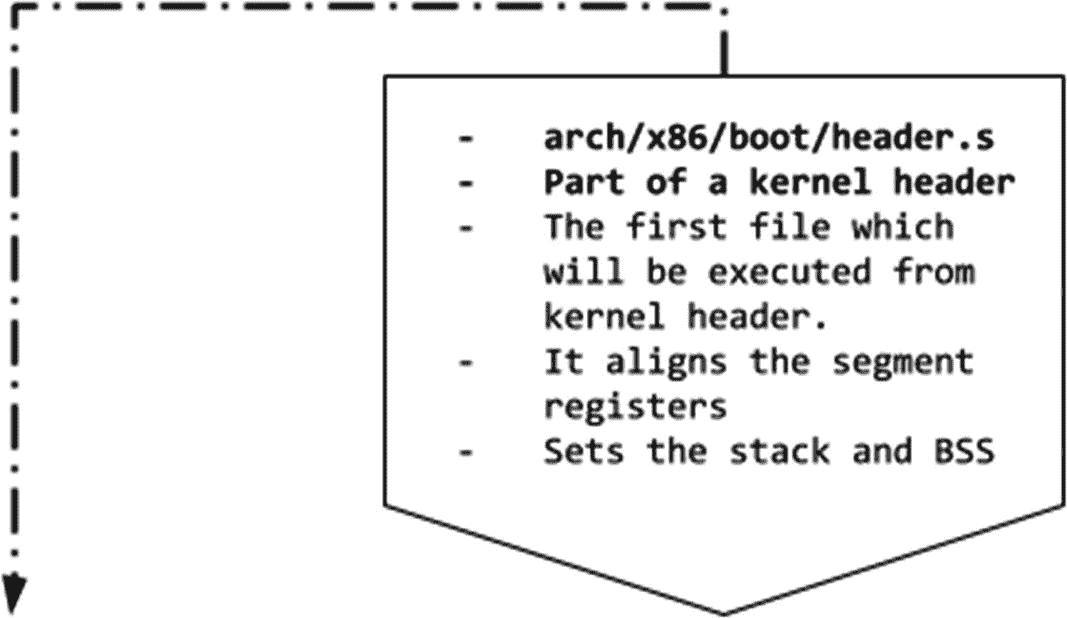 - arch/x86/boot/header.s
- Part of a kernel header
- The first file which
will be executed from
kernel header.
- It aligns the segment
registers
- Sets the stack and BSS